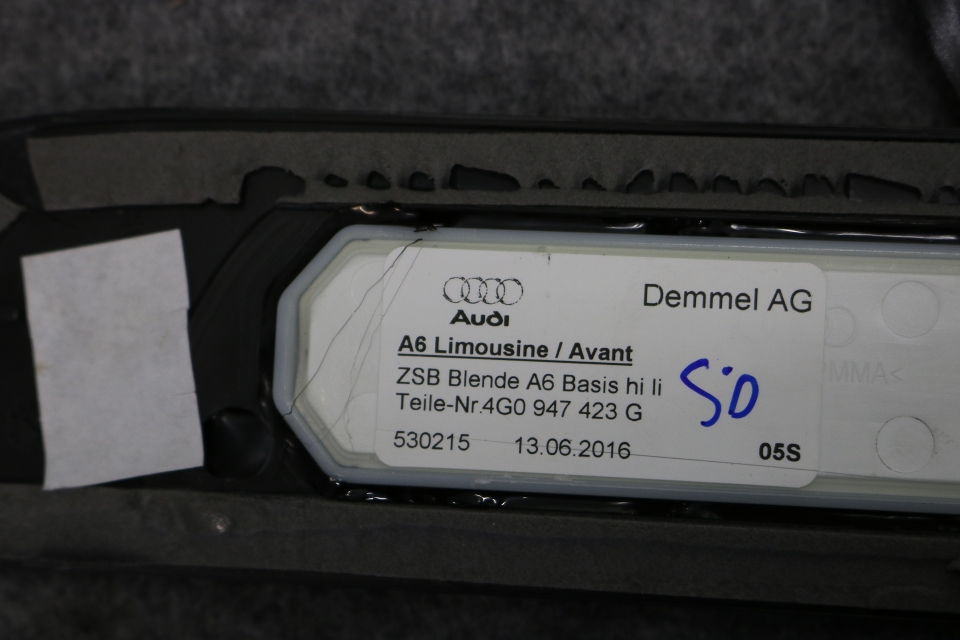 Audi
Demmel AG
A6 Limousine / Avant
ZSB Blende A6 Basis hi li
Teile-Nr.4G0 947 423 G
530215 13.06.2016 05S
MMA<